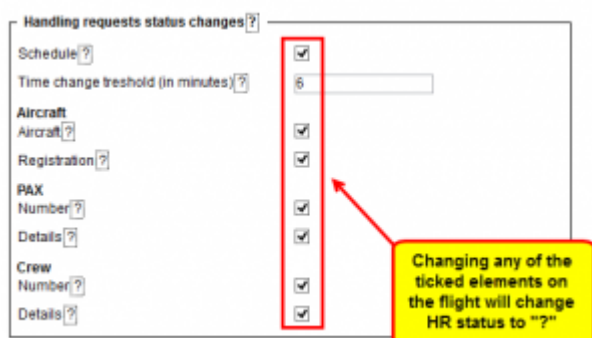 Handling requests status changes ?
Schedule ?
Time change treshold (in minutes) ? 6
Aircraft
Aircraft ?
Registration ?
PAX
Number ?
Details ?
Crew
Number ?
Details ?
Changing any of the
ticked elements on
the flight will change
HR status to "?"